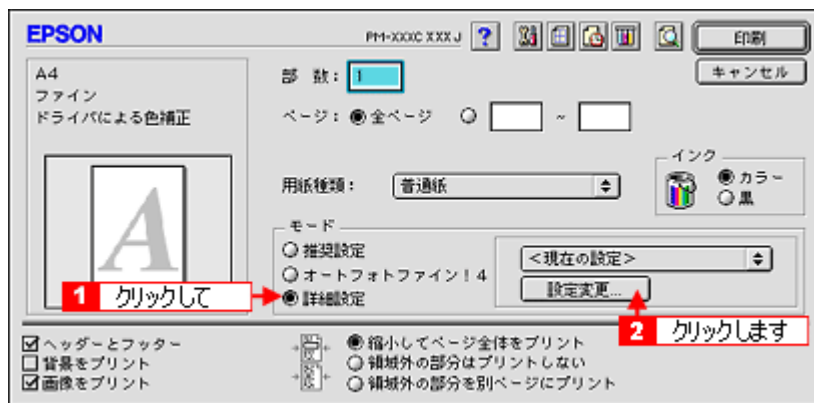 EPSON
PM-XXXC XXX J
印刷
キャンセル
A4
ファイン
ドライバによる色補正
部 数：1
ページ：全ページ ~
用紙種類：普通紙
インク
カラー
黒
モード
推奨設定
オートフォトファイン！4
詳細設定
<現在の設定>
設定変更...
1 クリックして
2 クリックします
A
ヘッダーとフッター
背景をプリント
画像をプリント
縮小してページ全体をプリント
領域外の部分はプリントしない
領域外の部分を別ページにプリント